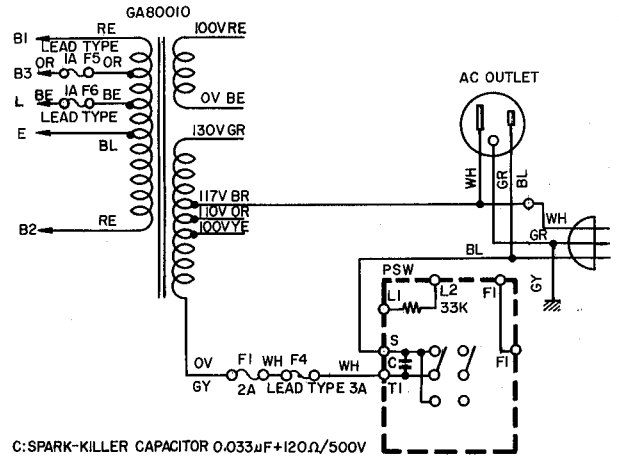 GA80010
B1
RE
100V RE
LEAD TYPE
OR
1A F5
OR
B3
AC OUTLET
BE
1A F6
BE
L
0V BE
LEAD TYPE
E
130V GR
BL
WH
GR
BL
117V BR
RE
110V OR
WH
B2
100V YE
GR
BL
PSW
GY
L1
L2
F1
33K
S
0V
F1
WH
F4
WH
C
F1
GY
2A
LEAD TYPE 3A
T1
C:SPARK-KILLER CAPACITOR 0.033µF+120Ω/500V